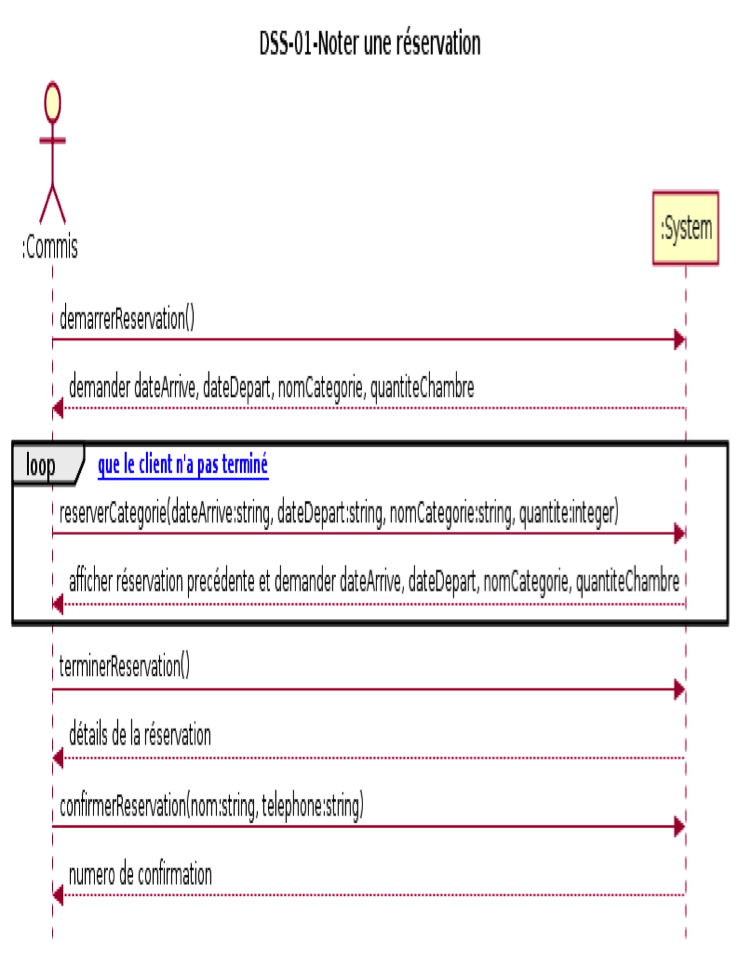 DSS-01-Noter une réservation
:Commis
:System
demarrerReservation()
demander dateArrive, dateDepart, nomCategorie, quantiteChambre
loop que le client n'a pas terminé
reserverCategorie(dateArrive:string, dateDepart:string, nomCategorie:string, quantite:integer)
afficher réservation precédente et demander dateArrive, dateDepart, nomCategorie, quantiteChambre
terminerReservation()
détails de la réservation
confirmerReservation(nom:string, telephone:string)
numero de confirmation